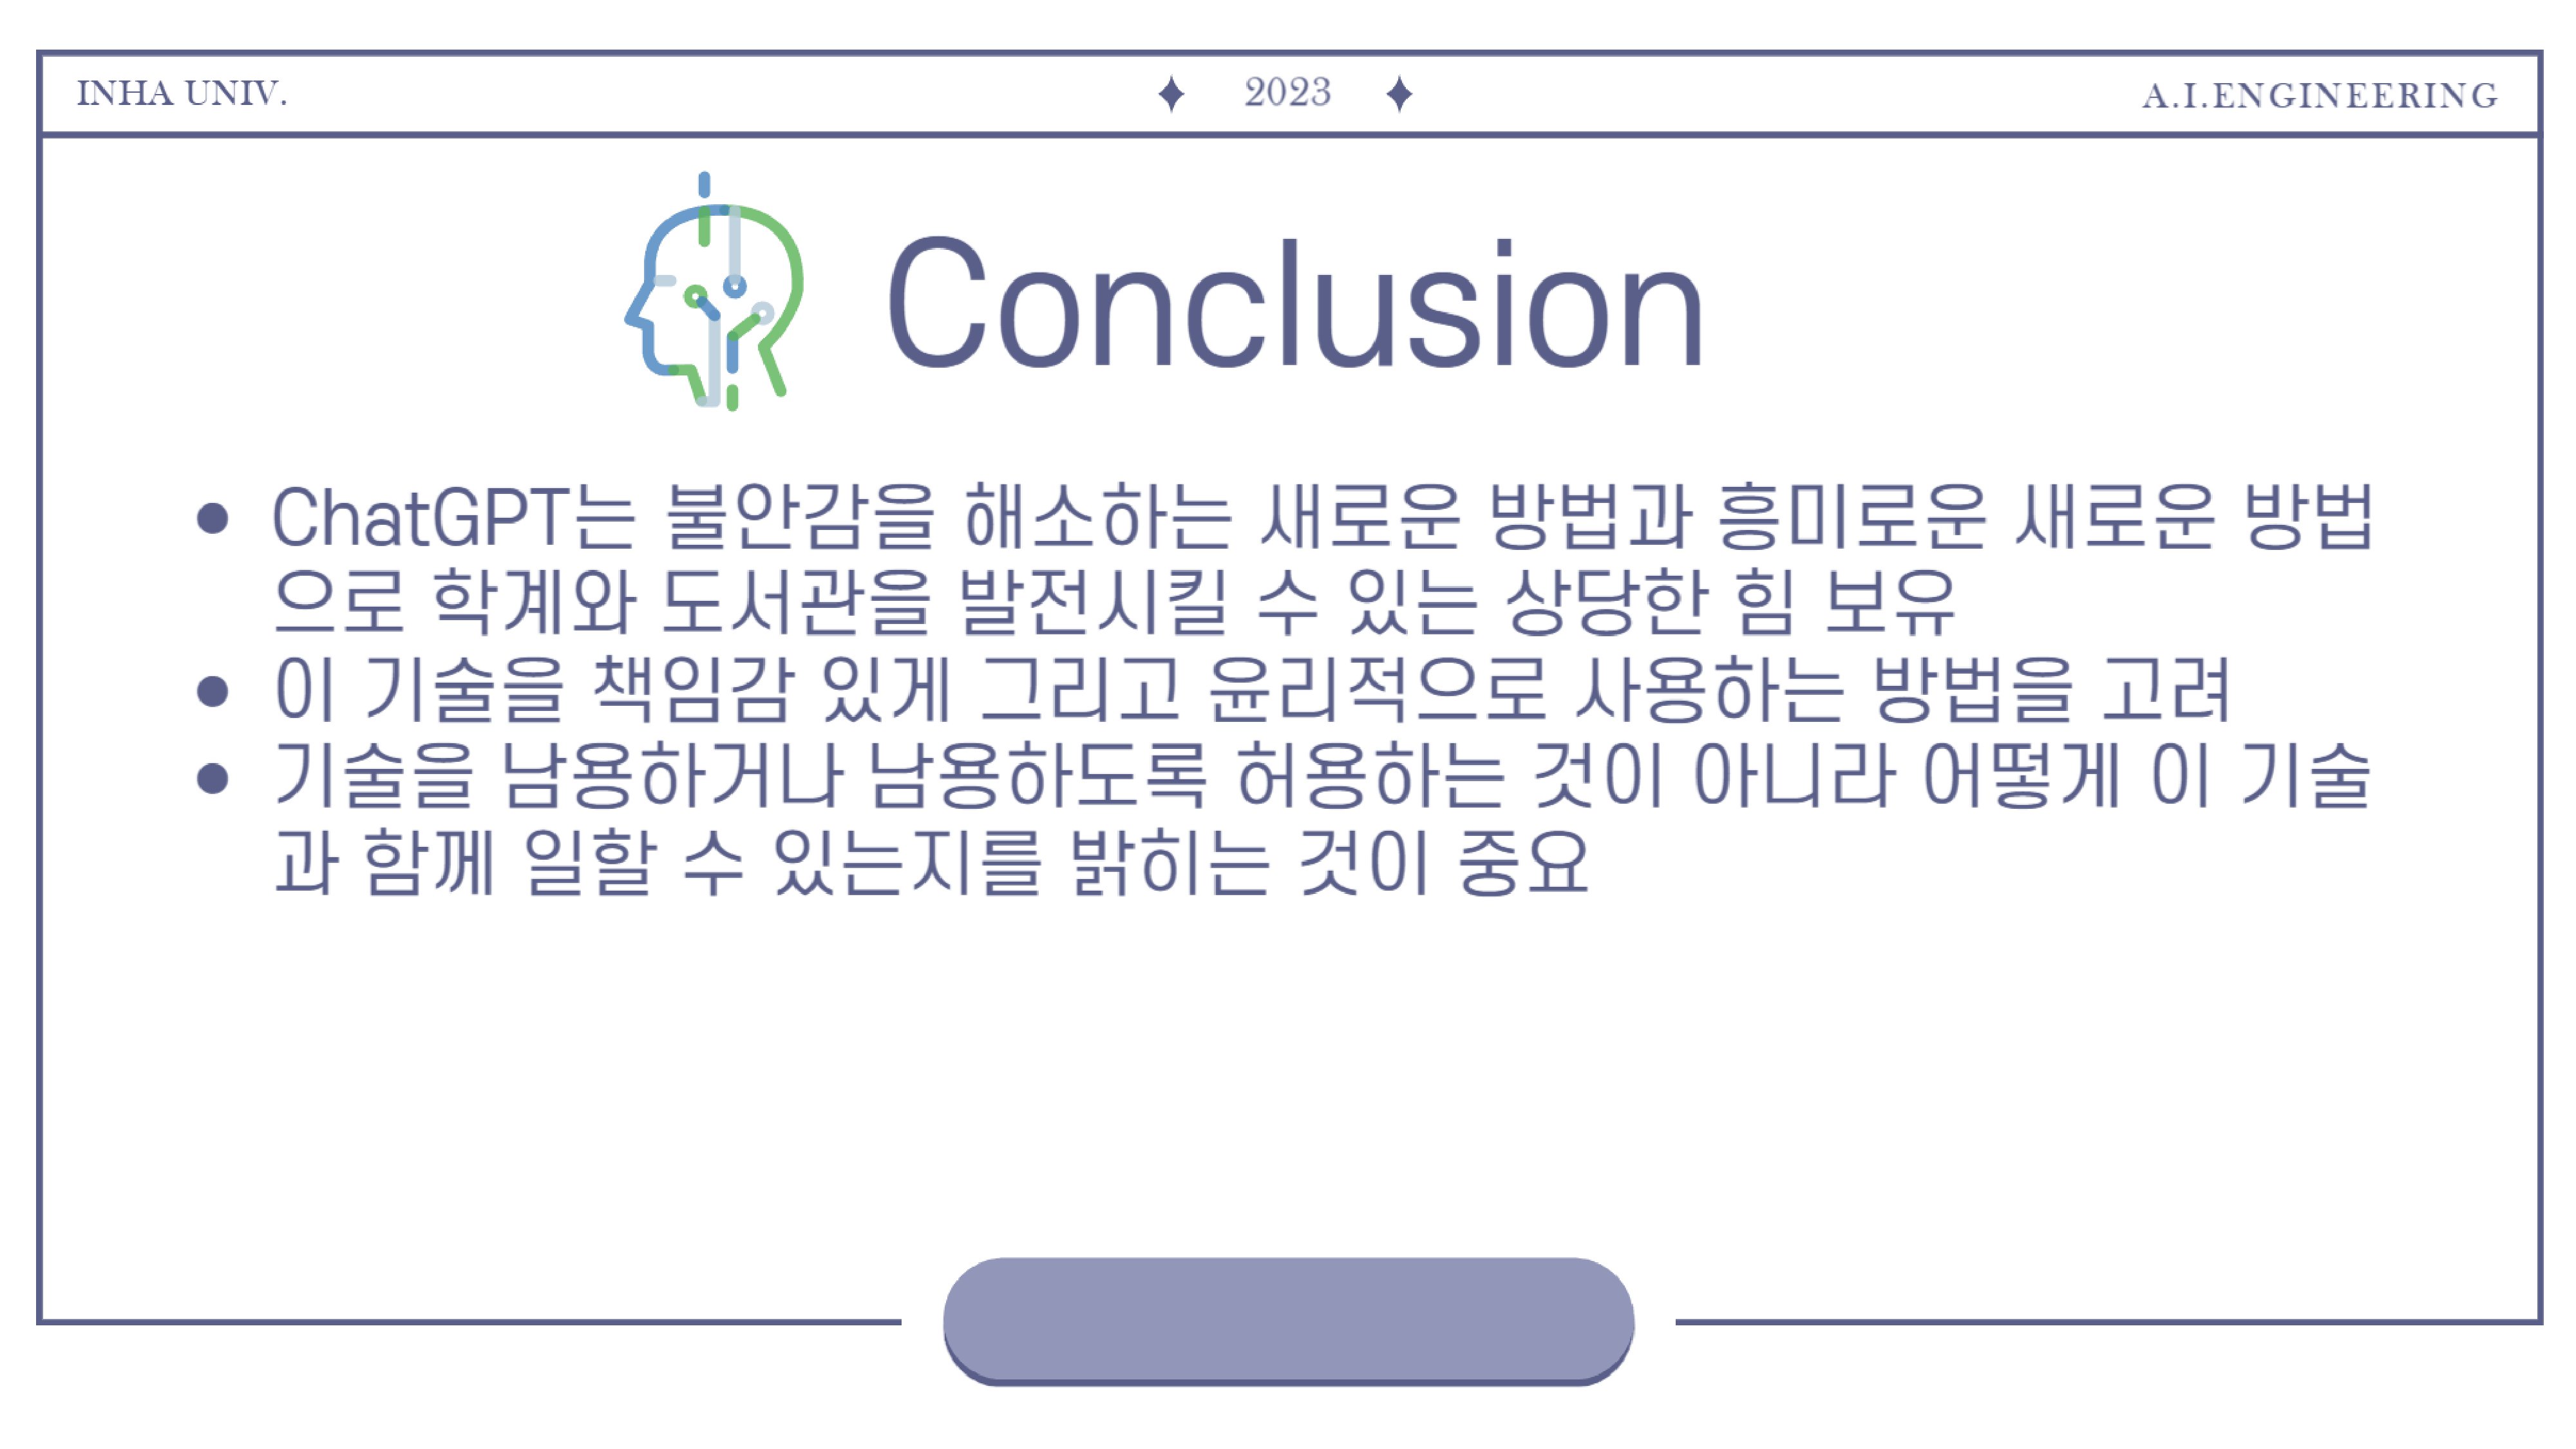 INHA UNIV.
2023
A.I.ENGINEERING
Conclusion
● ChatGPT는 불안감을 해소하는 새로운 방법과 흥미로운 새로운 방법
으로 학계와 도서관을 발전시킬 수 있는 상당한 힘 보유
● 이 기술을 책임감 있게 그리고 윤리적으로 사용하는 방법을 고려
● 기술을 남용하거나 남용하도록 허용하는 것이 아니라 어떻게 이 기술
과 함께 일할 수 있는지를 밝히는 것이 중요